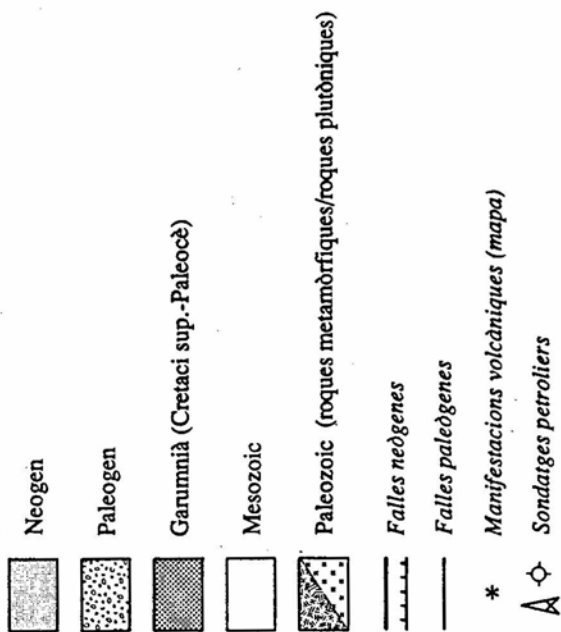 Neogen
Paleogen
Garumnià (Cretaci sup.-Paleocè)
Mesozoic
Paleozoic (roques metamòrfiques/roques plutòniques)
Falles neògenes
Falles paleògenes
* Manifestacions volcàniques (mapa)
Sondatges petroliers